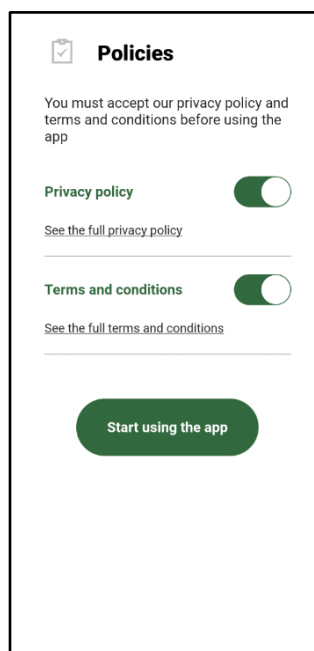 Policies
You must accept our privacy policy and
terms and conditions before using the
app
Privacy policy
See the full privacy policy
Terms and conditions
See the full terms and conditions
Start using the app